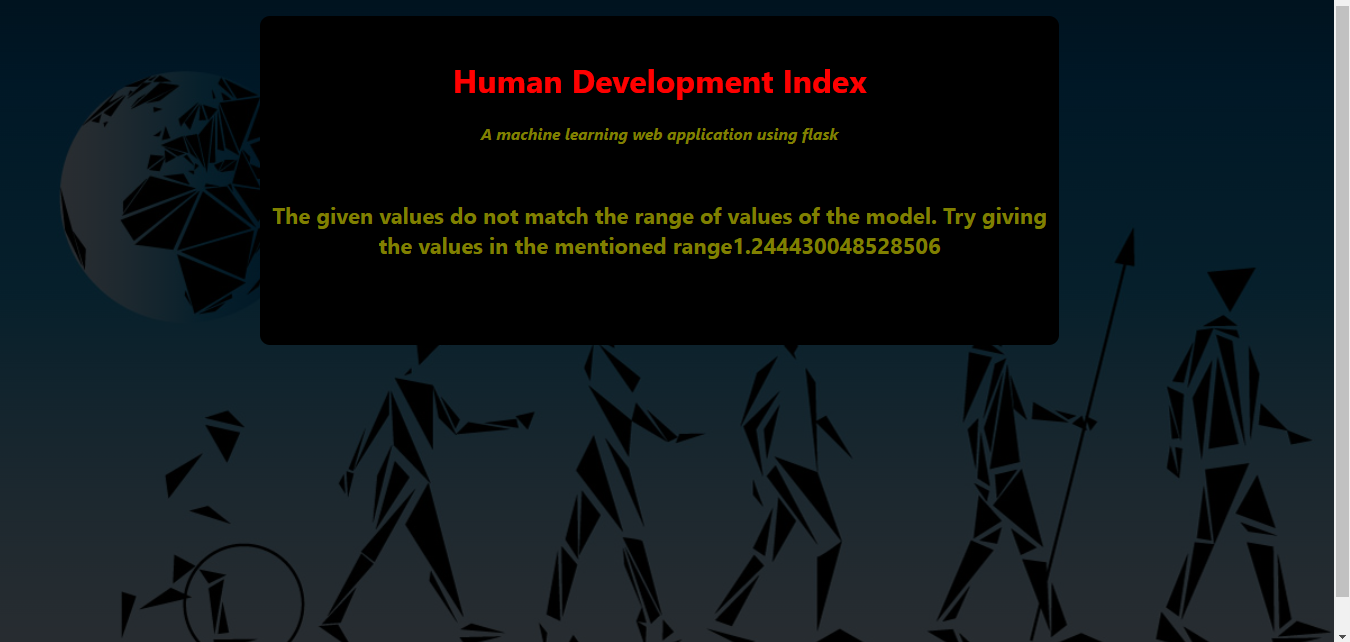 Human Development Index
A machine learning web application using flask
The given values do not match the range of values of the model. Try giving
the values in the mentioned range1.244430048528506